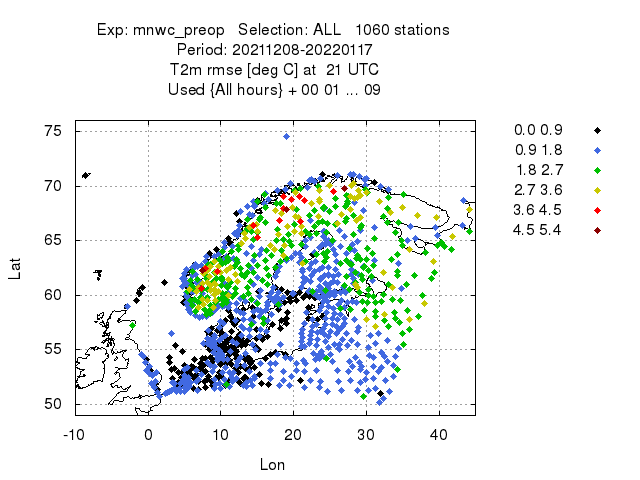 Exp: mnwc_preop   Selection: ALL   1060 stations
Period: 20211208-20220117
T2m rmse [deg C] at  21 UTC
Used {All hours} + 00 01 ... 09
75
70
65
60
55
50
Lat
-10 0 10 20 30 40
Lon
0.0 0.9
0.9 1.8
1.8 2.7
2.7 3.6
3.6 4.5
4.5 5.4